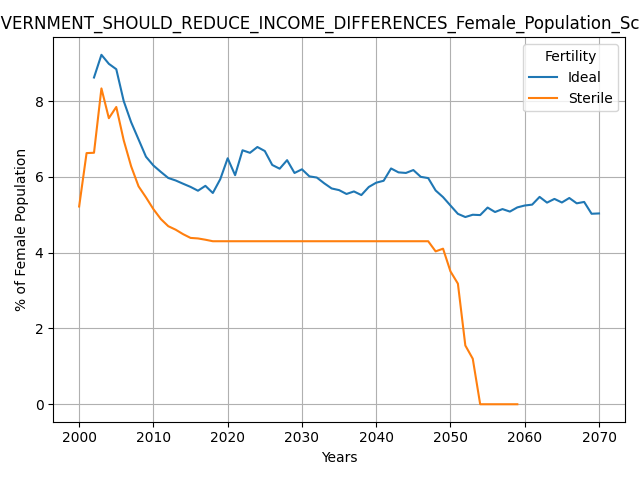 VERNMENT_SHOULD_REDUCE_INCOME_DIFFERENCES_Female_Population_Sc
Fertility
Ideal
Sterile
% of Female Population
8
6
4
2
0
2000 2010 2020 2030 2040 2050 2060 2070
Years